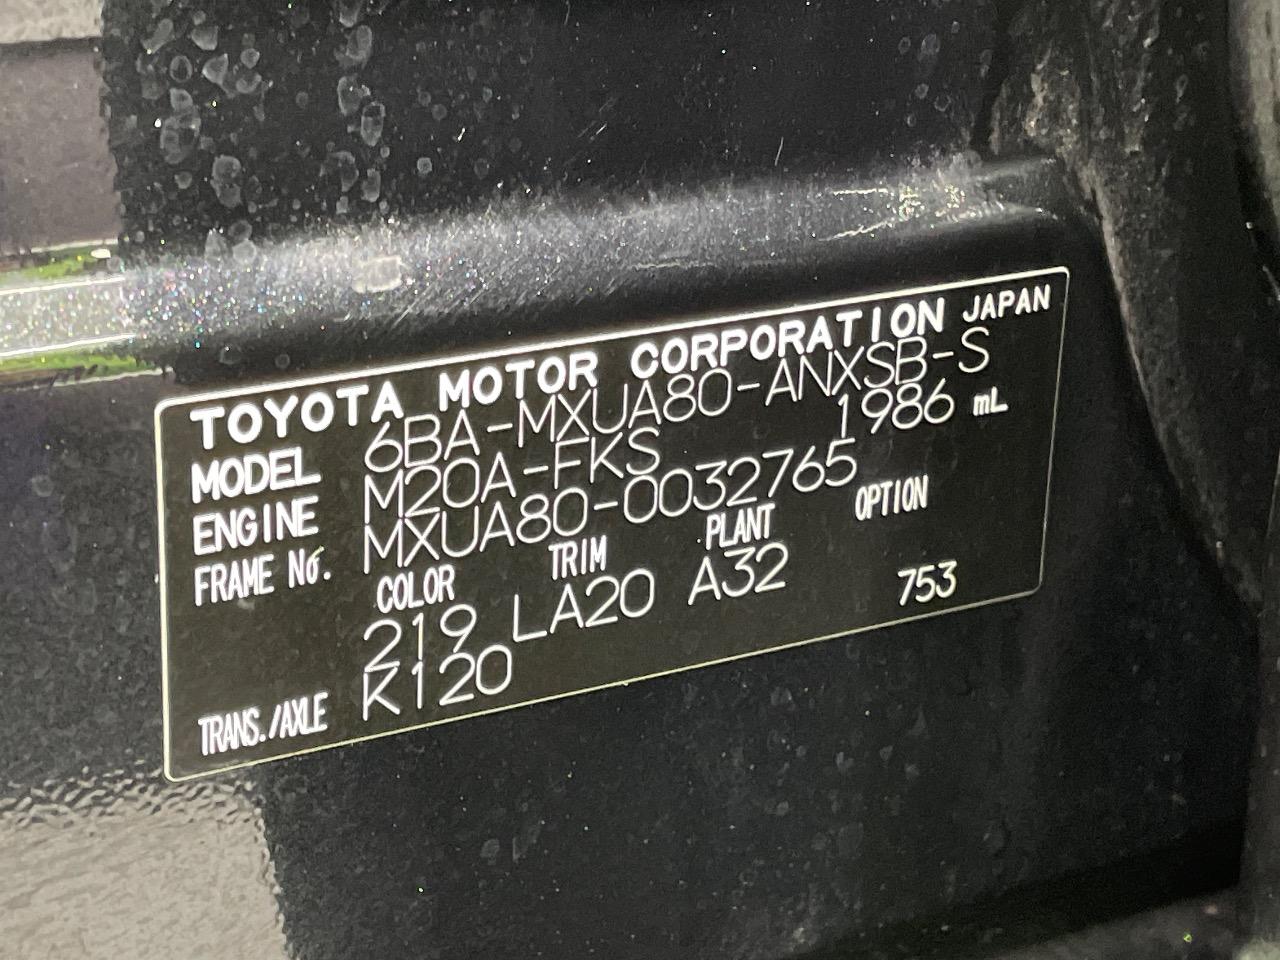 TOYOTA MOTOR CORPORATION JAPAN
MODEL 6BA-MXUA80-ANXSB-S
ENGINE M20A-FKS 1986 mL
FRAME No. MXUA80-0032765
COLOR TRIM PLANT OPTION
219 LA20 A32 753
TRANS./AXLE K120